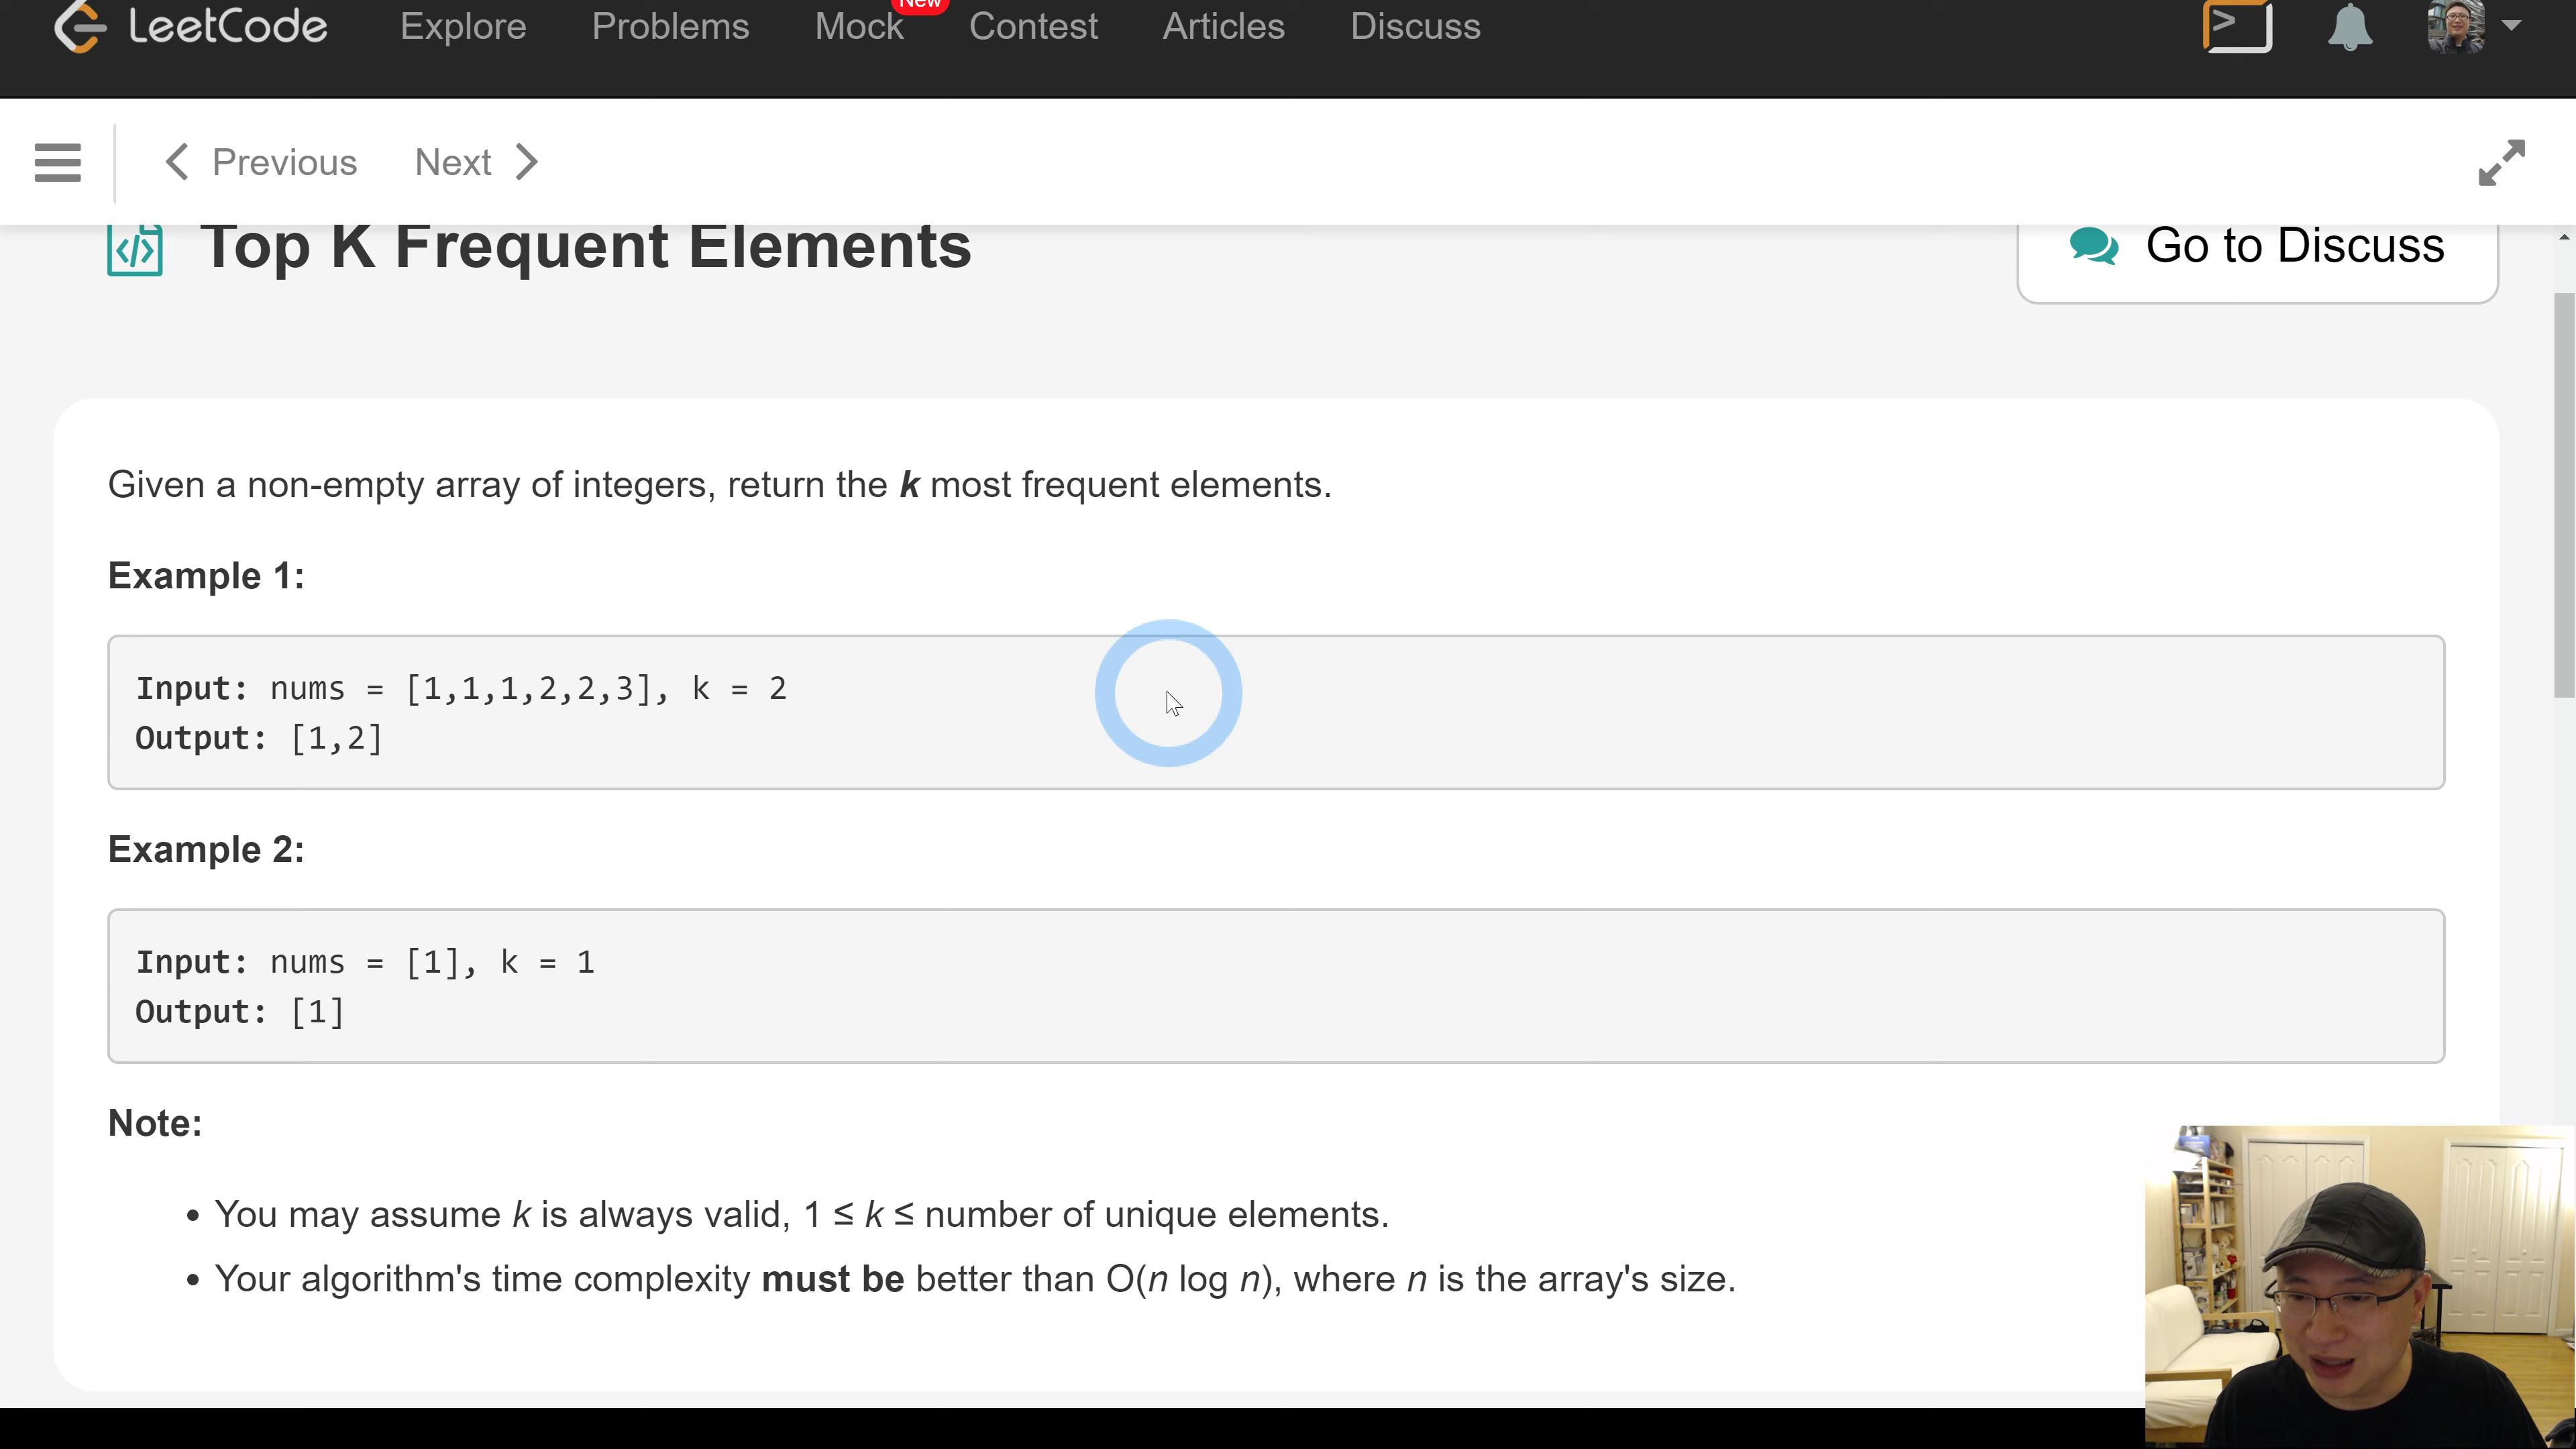 LeetCode Explore Problems Mock New Contest Articles Discuss
Previous Next
Top K Frequent Elements
Go to Discuss
Given a non-empty array of integers, return the k most frequent elements.
Example 1:
Input: nums = [1,1,1,2,2,3], k = 2
Output: [1,2]
Example 2:
Input: nums = [1], k = 1
Output: [1]
Note:
• You may assume k is always valid, 1 ≤ k ≤ number of unique elements.
• Your algorithm's time complexity must be better than O(n log n), where n is the array's size.